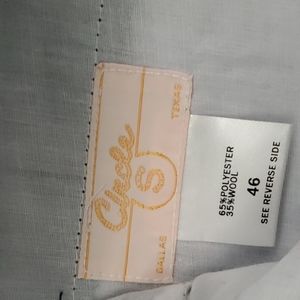 Circle
S
DALLAS
TEXAS
65%POLYESTER
35%WOOL
46
SEE REVERSE SIDE